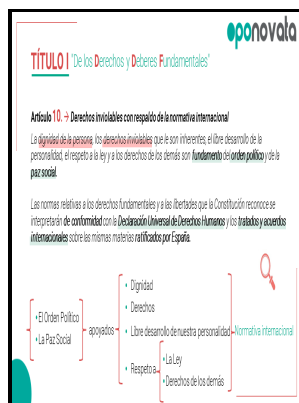 oponovata
TÍTULO I "De los Derechos y Deberes Fundamentales"
Artículo 10. → Derechos inviolables con respaldo de la normativa internacional
La dignidad de la persona, los derechos inviolables que le son inherentes, el libre desarrollo de la
personalidad, el respeto a la ley y a los derechos de los demás son fundamento del orden político y de la
paz social.
Las normas relativas a los derechos fundamentales y a las libertades que la Constitución reconoce se
interpretarán de conformidad con la Declaración Universal de Derechos Humanos y los tratados y acuerdos
internacionales sobre las mismas materias ratificados por España.
• El Orden Político
• La Paz Social
apoyados
• Dignidad
• Derechos
• Libre desarrollo de nuestra personalidad
• Respeto a
• La Ley
• Derechos de los demás
Normativa internacional